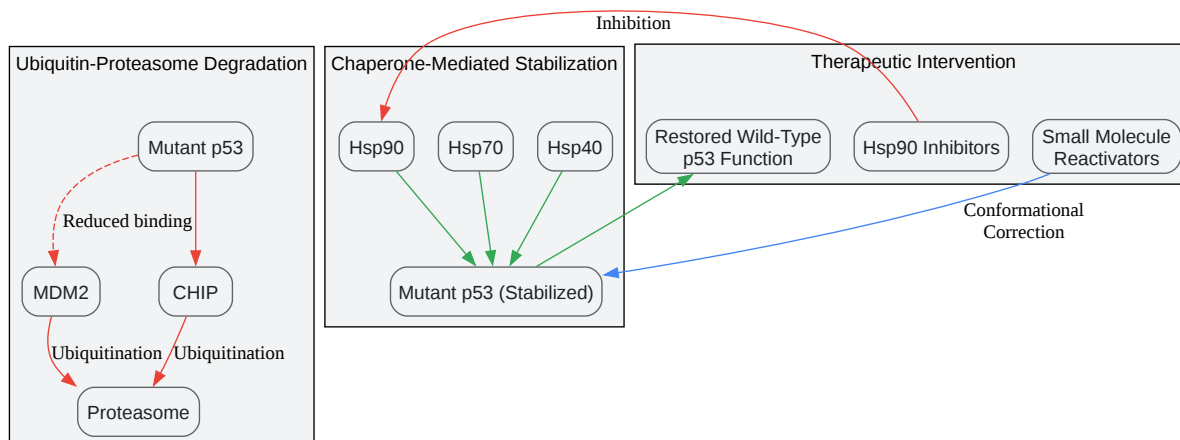 Inhibition
Ubiquitin-Proteasome Degradation
Chaperone-Mediated Stabilization
Therapeutic Intervention
Mutant p53
Hsp90
Hsp70
Hsp40
Restored Wild-Type
p53 Function
Hsp90 Inhibitors
Small Molecule
Reactivators
Reduced binding
Conformational
Correction
MDM2
CHIP
Mutant p53 (Stabilized)
Ubiquitination
Ubiquitination
Proteasome